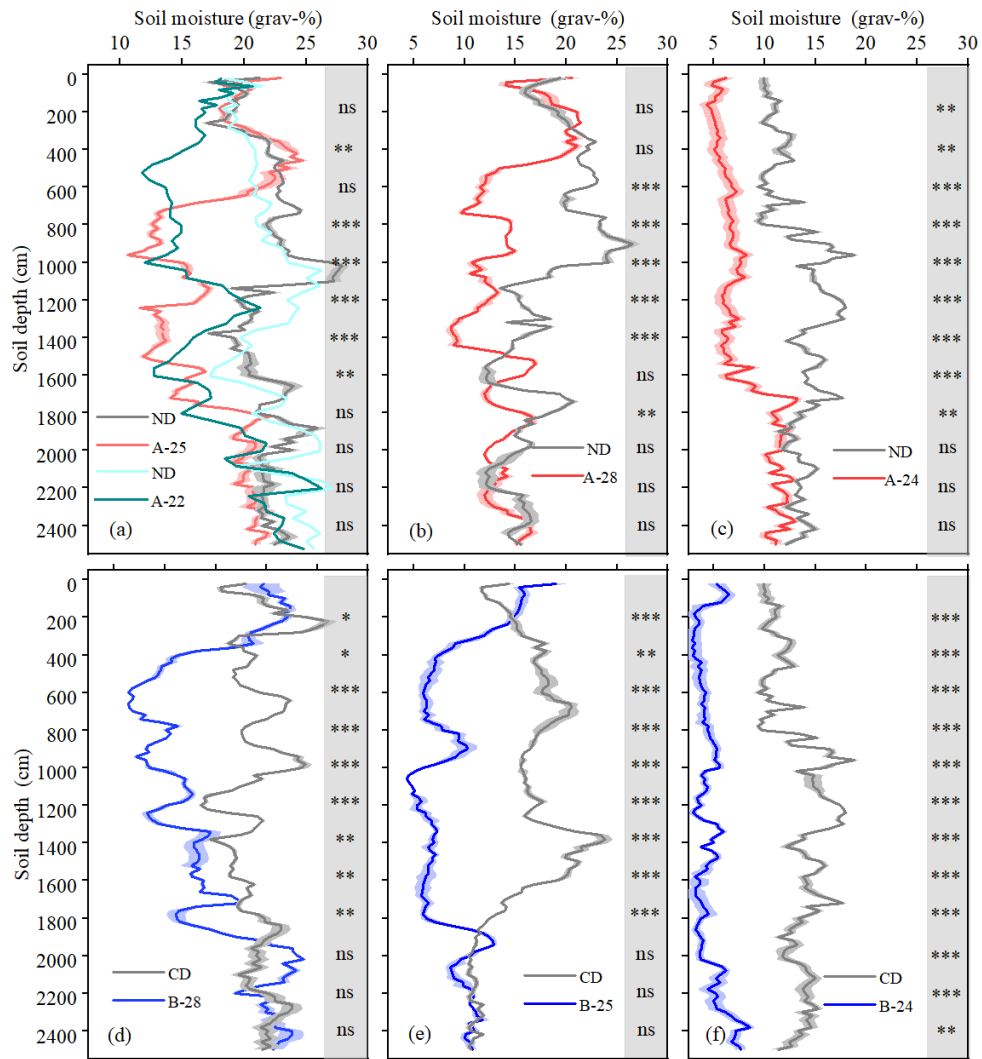 Soil moisture (grav-%) Soil moisture (grav-%) Soil moisture (grav-%)
10 15 20 25 30 5 10 15 20 25 30 5 10 15 20 25 30
0
200 ns ns **
400 ** ns **
600 ns *** ***
800 *** *** ***
1000 *** *** ***
1200 *** *** ***
1400 *** *** ***
1600 ** ns ***
1800 ns ** **
2000 ns ns ns
2200 ns ns ns
2400 ns ns ns
Soil depth (cm)
ND
A-25
ND
A-22
(a)
ND
A-28
(b)
ND
A-24
(c)
0
200 * *** ***
400 * ** ***
600 *** *** ***
800 *** *** ***
1000 *** *** ***
1200 *** *** ***
1400 ** *** ***
1600 ** *** ***
1800 ** *** ***
2000 ns ns ***
2200 ns ns ***
2400 ns ns **
Soil depth (cm)
CD
B-28
(d)
CD
B-25
(e)
CD
B-24
(f)